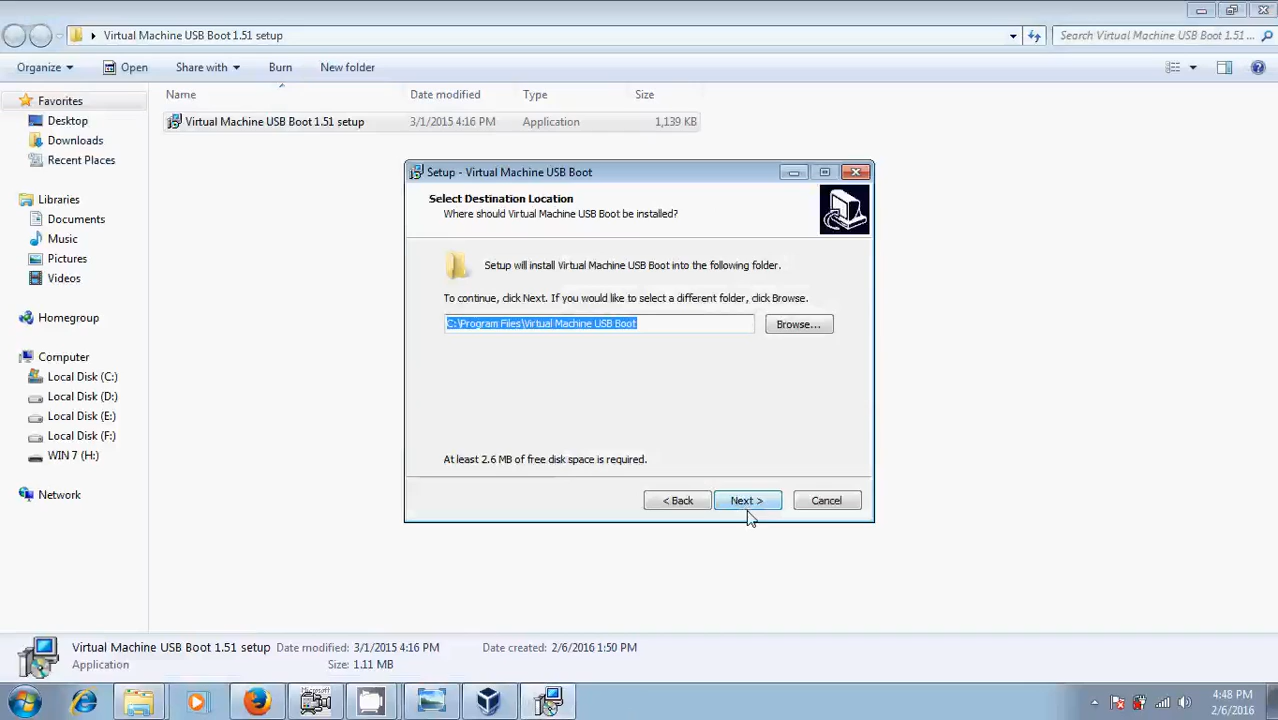 Virtual Machine USB Boot 1.51 setup
Search Virtual Machine USB Boot 1.51 ...
Organize
Open
Share with
Burn
New folder
Name
Date modified
Type
Size
Virtual Machine USB Boot 1.51 setup
3/1/2015 4:16 PM
Application
1,139 KB
Favorites
Desktop
Downloads
Recent Places
Libraries
Documents
Music
Pictures
Videos
Homegroup
Computer
Local Disk (C:)
Local Disk (D:)
Local Disk (E:)
Local Disk (F:)
WIN 7 (H:)
Network
Setup - Virtual Machine USB Boot
Select Destination Location
Where should Virtual Machine USB Boot be installed?
Setup will install Virtual Machine USB Boot into the following folder.
To continue, click Next. If you would like to select a different folder, click Browse.
C:\Program Files\Virtual Machine USB Boot
Browse...
At least 2.6 MB of free disk space is required.
< Back
Next >
Cancel
Virtual Machine USB Boot 1.51 setup
Date modified: 3/1/2015 4:16 PM
Date created: 2/6/2016 1:50 PM
Application
Size: 1.11 MB
4:48 PM
2/6/2016